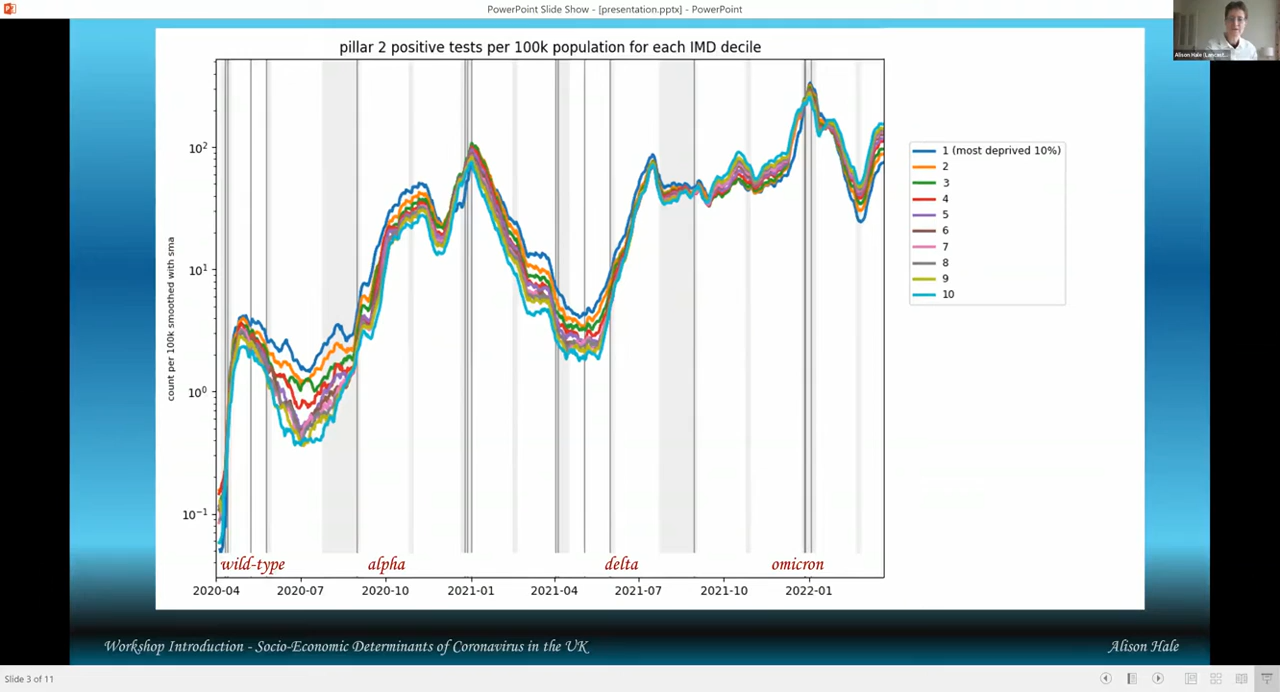 PowerPoint Slide Show - [presentation.pptx] - PowerPoint
Alison Hale (Lancast...
pillar 2 positive tests per 100k population for each IMD decile
count per 100k smoothed with sma
10²
10¹
10⁰
10⁻¹
1 (most deprived 10%)
2
3
4
5
6
7
8
9
10
wild-type alpha delta omicron
2020-04 2020-07 2020-10 2021-01 2021-04 2021-07 2021-10 2022-01
Workshop Introduction - Socio-Economic Determinants of Coronavirus in the UK
Alison Hale
Slide 3 of 11